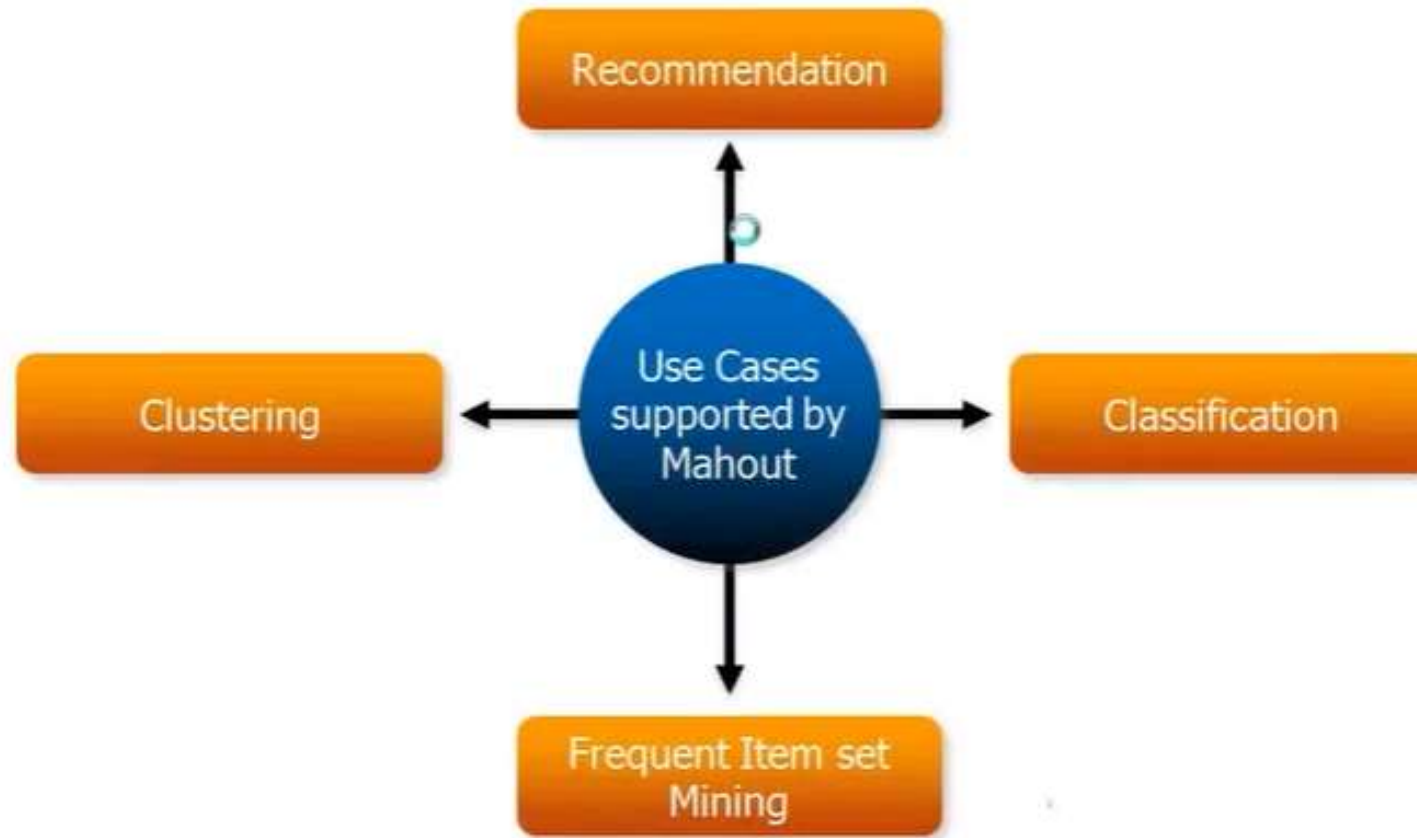 Recommendation
Clustering
Use Cases
supported by
Mahout
Classification
Frequent Item set
Mining